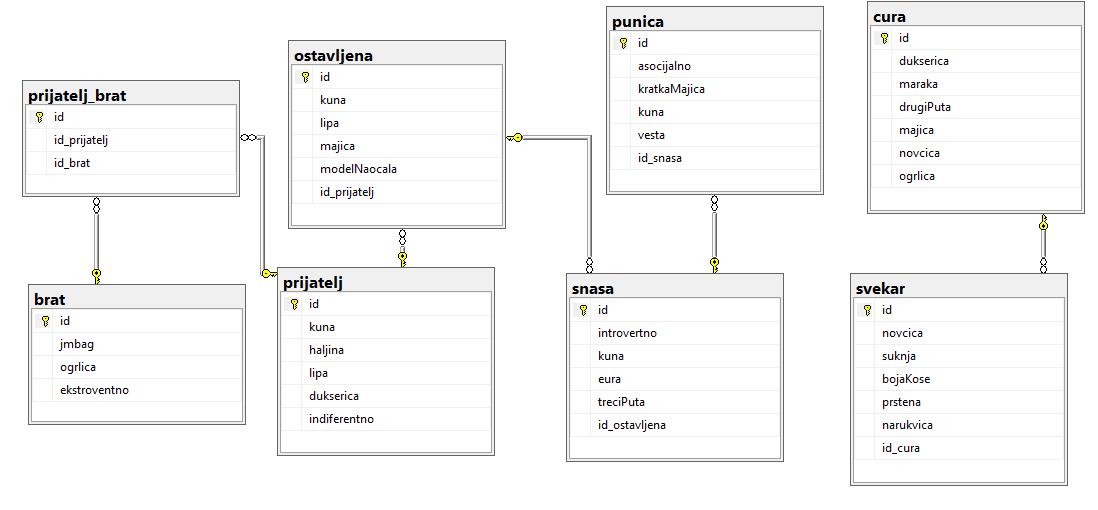 prijatelj_brat
id
id_prijatelj
id_brat
brat
id
jmbag
ogrlica
ekstroventno
ostavljena
id
kuna
lipa
majica
modelNaocala
id_prijatelj
prijatelj
id
kuna
haljina
lipa
dukserica
indiferentno
punica
id
asocijalno
kratkaMajica
kuna
vesta
id_snasa
snasa
id
introvertno
kuna
eura
treciPuta
id_ostavljena
cura
id
dukserica
maraka
drugiPuta
majica
novcica
ogrlica
svekar
id
novcica
suknja
bojaKose
prstena
narukvica
id_cura